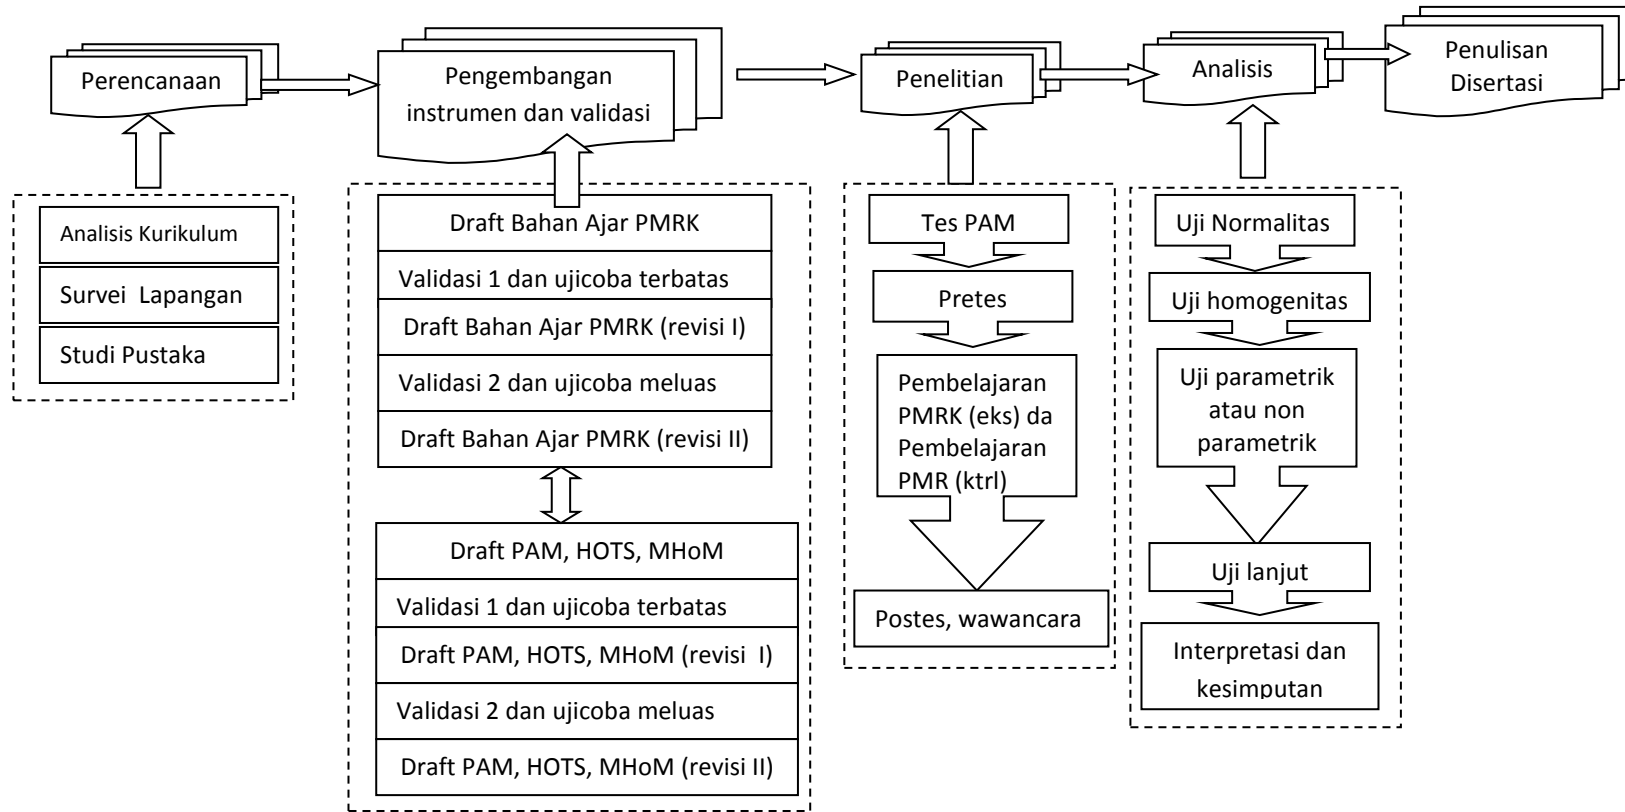 Perencanaan
Pengembangan
instrumen dan validasi
Penelitian
Analisis
Penulisan
Disertasi
Analisis Kurikulum
Survei Lapangan
Studi Pustaka
Draft Bahan Ajar PMRK
Validasi 1 dan ujicoba terbatas
Draft Bahan Ajar PMRK (revisi I)
Validasi 2 dan ujicoba meluas
Draft Bahan Ajar PMRK (revisi II)
Draft PAM, HOTS, MHoM
Validasi 1 dan ujicoba terbatas
Draft PAM, HOTS, MHoM (revisi I)
Validasi 2 dan ujicoba meluas
Draft PAM, HOTS, MHoM (revisi II)
Tes PAM
Pretes
Pembelajaran
PMRK (eks) da
Pembelajaran
PMR (ktrl)
Postes, wawancara
Uji Normalitas
Uji homogenitas
Uji parametrik
atau non
parametrik
Uji lanjut
Interpretasi dan
kesimputan